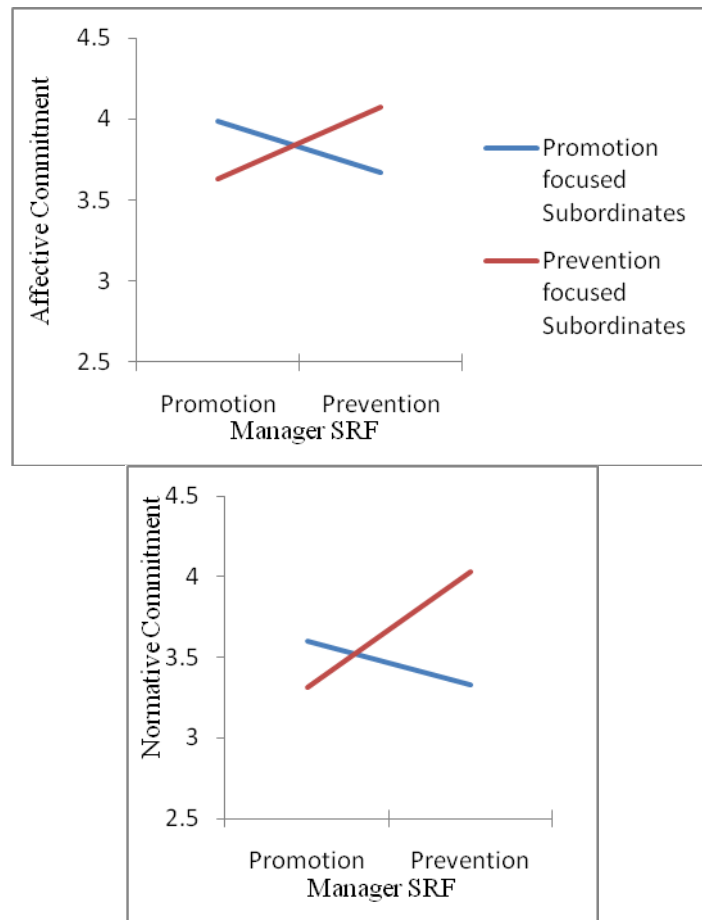 4.5
4
3.5
3
2.5
Affective Commitment
Promotion Prevention
Manager SRF
Promotion
focused
Subordinates
Prevention
focused
Subordinates
4.5
4
3.5
3
2.5
Normative Commitment
Promotion Prevention
Manager SRF